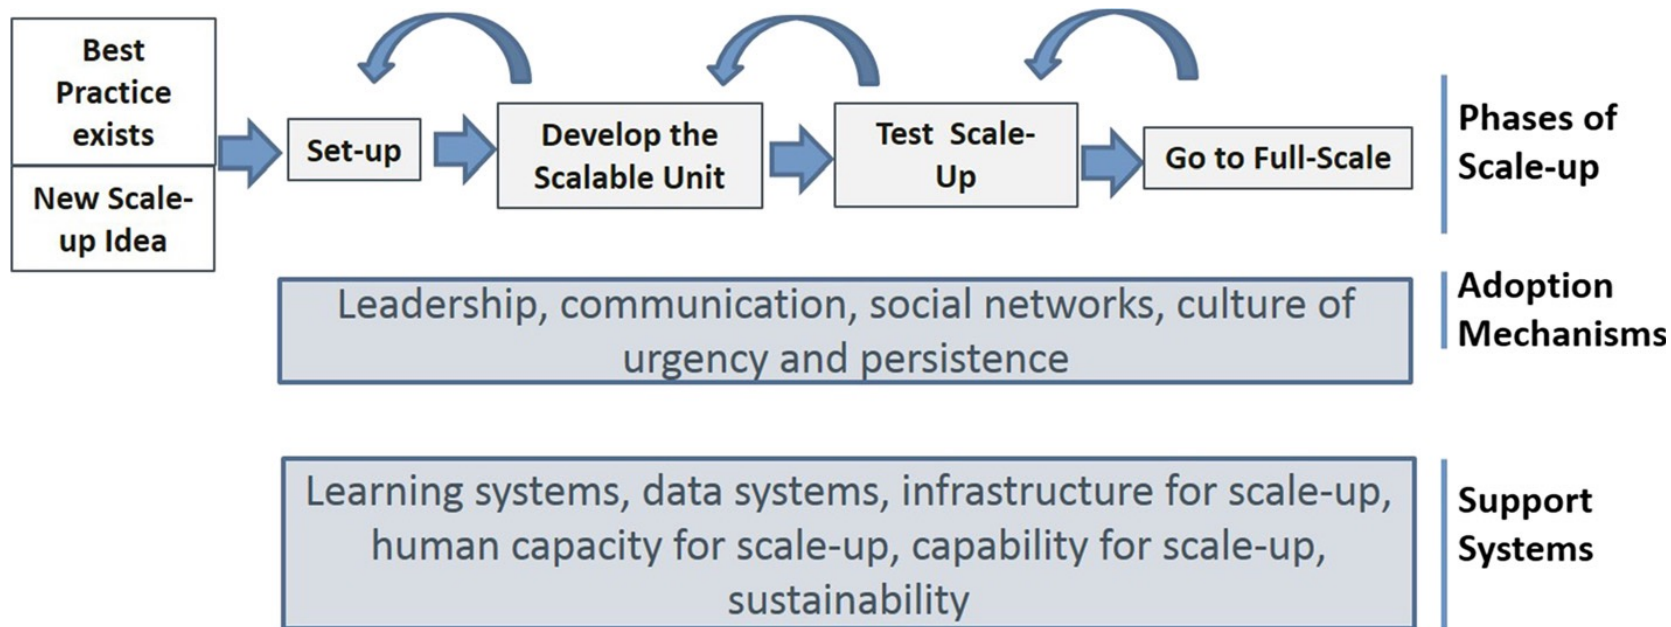 Best
Practice
exists
New Scale-
up Idea
Set-up
Develop the
Scalable Unit
Test Scale-
Up
Go to Full-Scale
Phases of
Scale-up
Leadership, communication, social networks, culture of
urgency and persistence
Adoption
Mechanisms
Learning systems, data systems, infrastructure for scale-up,
human capacity for scale-up, capability for scale-up,
sustainability
Support
Systems